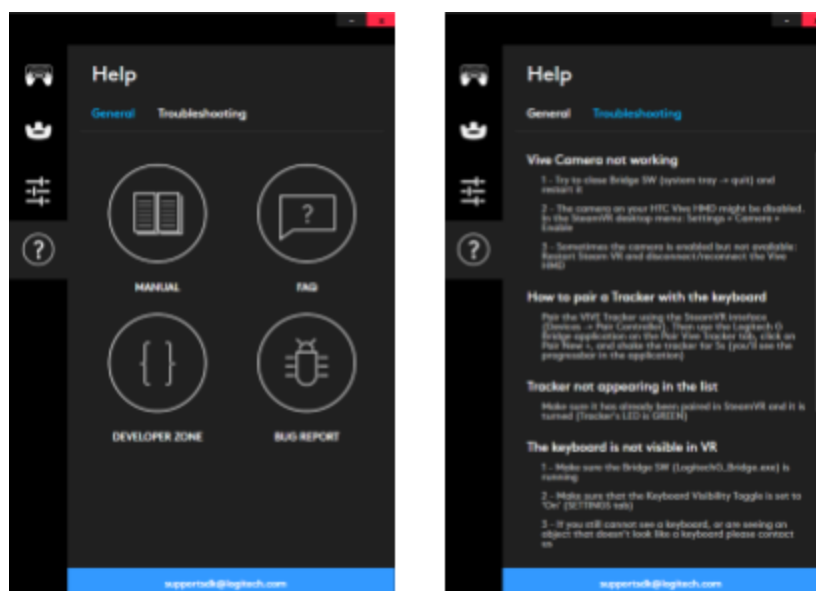 - x
Help
General Troubleshooting
?
MANUAL FAQ
{ }
DEVELOPER ZONE BUG REPORT
?
supportsdk@logitech.com
- x
Help
General Troubleshooting
Vive Camera not working
1 - Try to close Bridge SW (system tray -> quit) and
restart it
2 - The camera on your HTC Vive HMD might be disabled.
In the SteamVR desktop menu: Settings > Camera >
Enable
3 - Sometimes the camera is enabled but not available:
Restart Steam VR and disconnect/reconnect the Vive
HMD
How to pair a Tracker with the keyboard
Pair the VIVE Tracker using the SteamVR interface
(Devices -> Pair Controller). Then use the Logitech G
Bridge application on the Pair Vive Tracker tab, click on
Pair New +, and shake the tracker for 5s (you'll see the
progressbar in the application)
Tracker not appearing in the list
Make sure it has already been paired in SteamVR and it is
turned (Tracker's LED is GREEN)
The keyboard is not visible in VR
1 - Make sure the Bridge SW (LogitechG_Bridge.exe) is
running
2 - Make sure that the Keyboard Visibility Toggle is set to
'On' (SETTINGS tab)
3 - If you still cannot see a keyboard, or are seeing an
object that doesn't look like a keyboard please contact
us
?
supportsdk@logitech.com